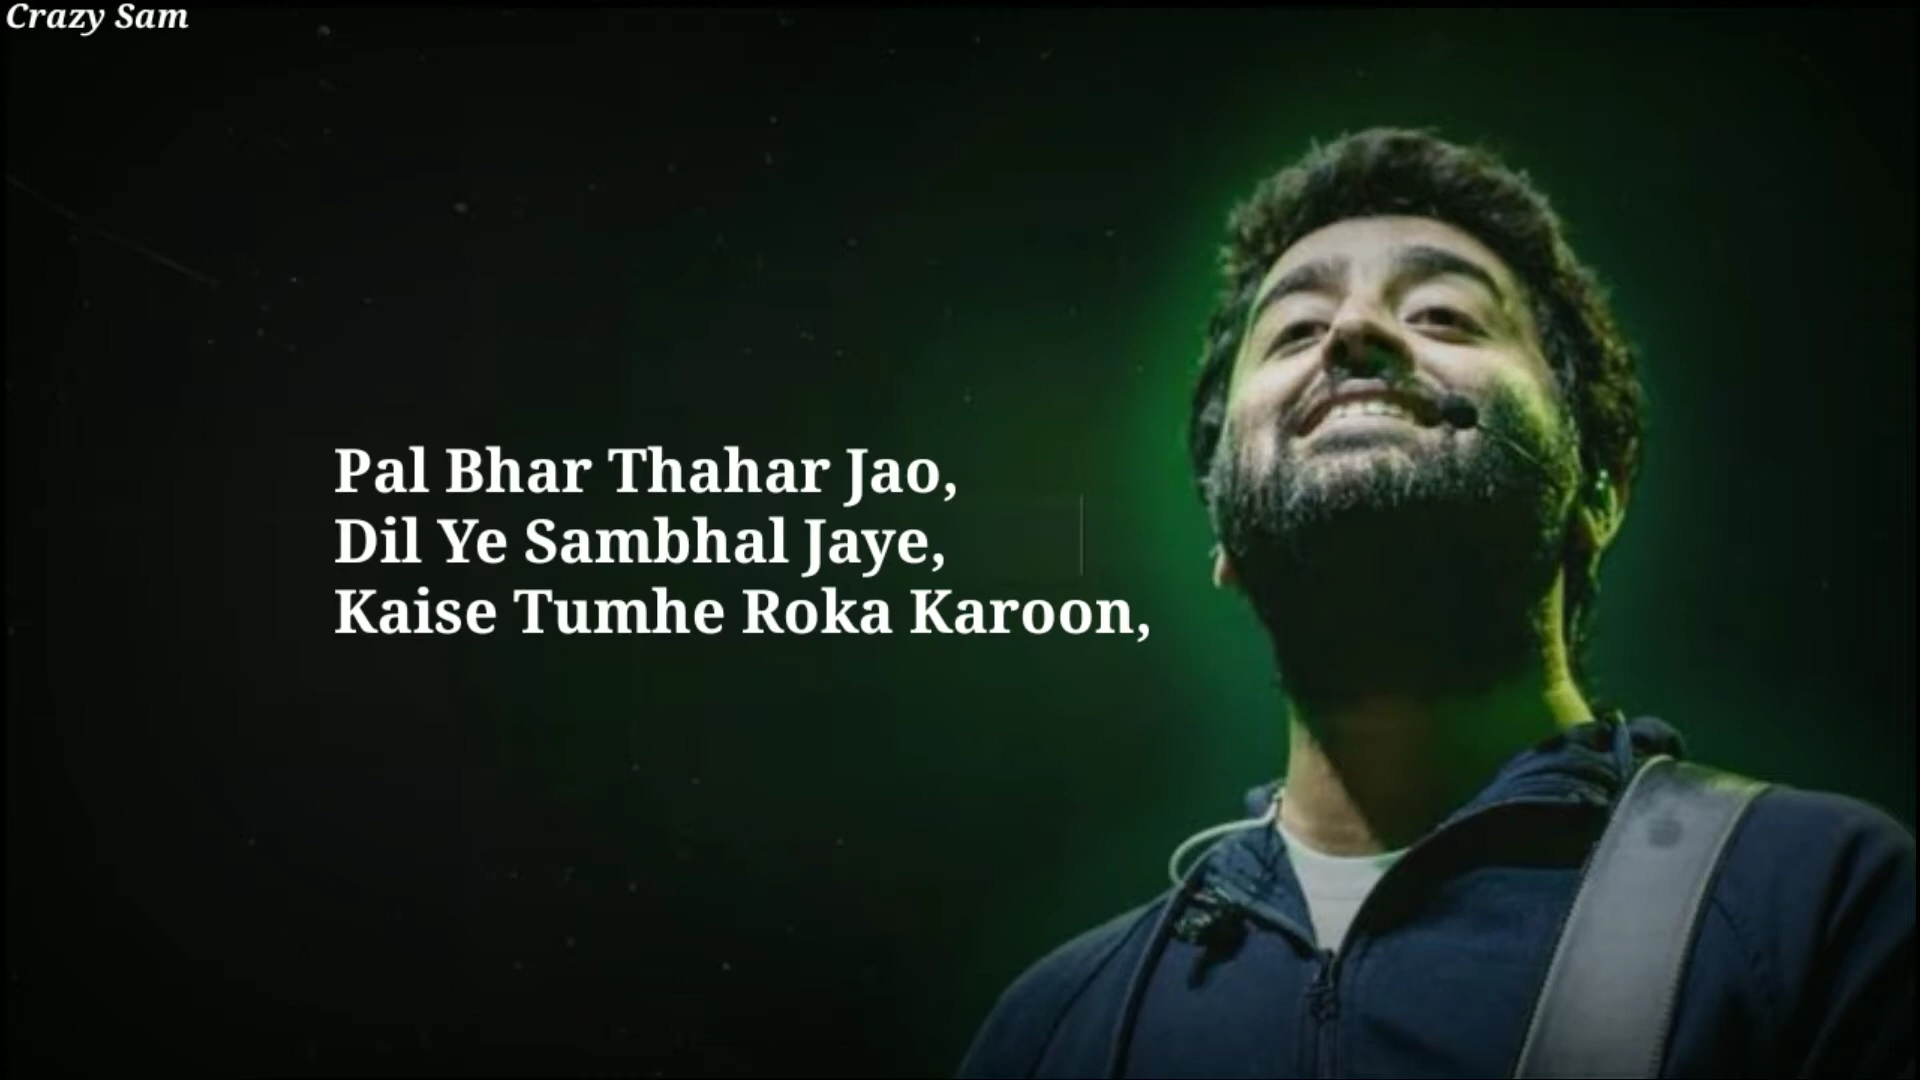 Crazy Sam
Pal Bhar Thahar Jao,
Dil Ye Sambhal Jaye,
Kaise Tumhe Roka Karoon,